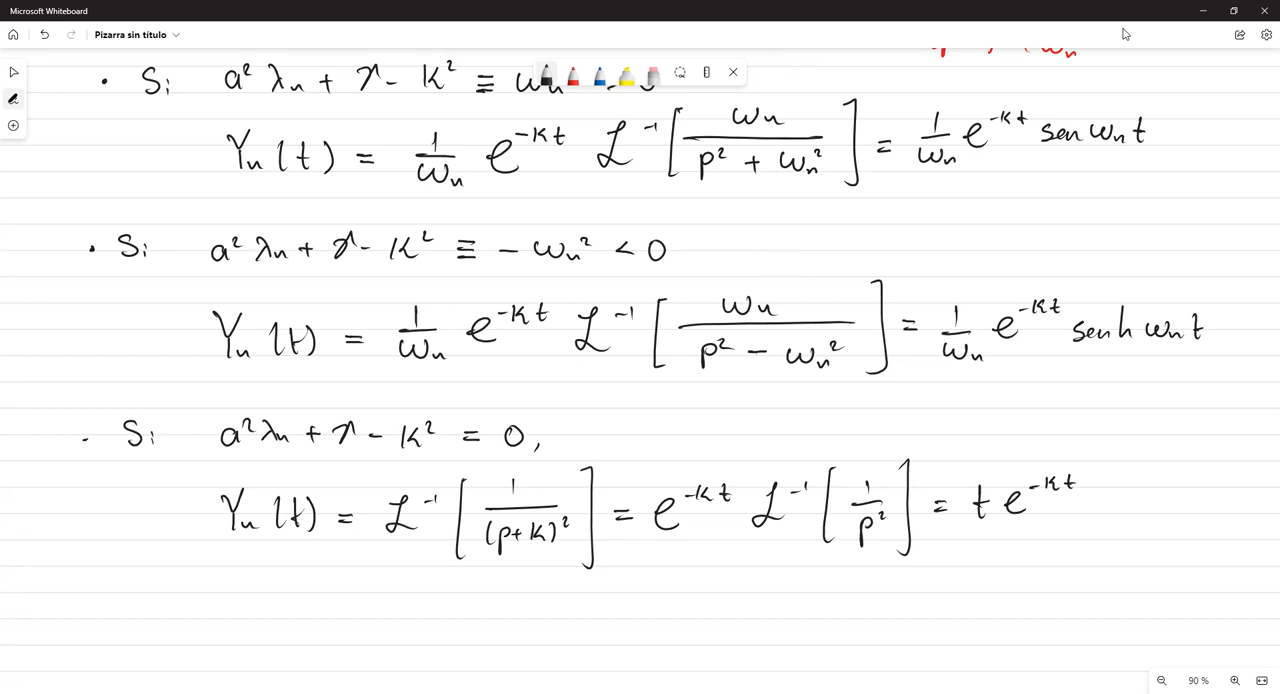 Microsoft Whiteboard
Pizarra sin título
• Si a² λn + γ - K² ≡ ωn
Yn(t) = 1/ωn e^{-Kt} ℒ⁻¹ [ ωn / (p² + ωn²) ] = 1/ωn e^{-Kt} sen ωn t
• Si a² λn + γ - K² ≡ - ωn² < 0
Yn(t) = 1/ωn e^{-Kt} ℒ⁻¹ [ ωn / (p² - ωn²) ] = 1/ωn e^{-Kt} senh ωn t
- Si a² λn + γ - K² = 0,
Yn(t) = ℒ⁻¹ [ 1 / (p+K)² ] = e^{-Kt} ℒ⁻¹ [ 1 / p² ] = t e^{-Kt}
90 %